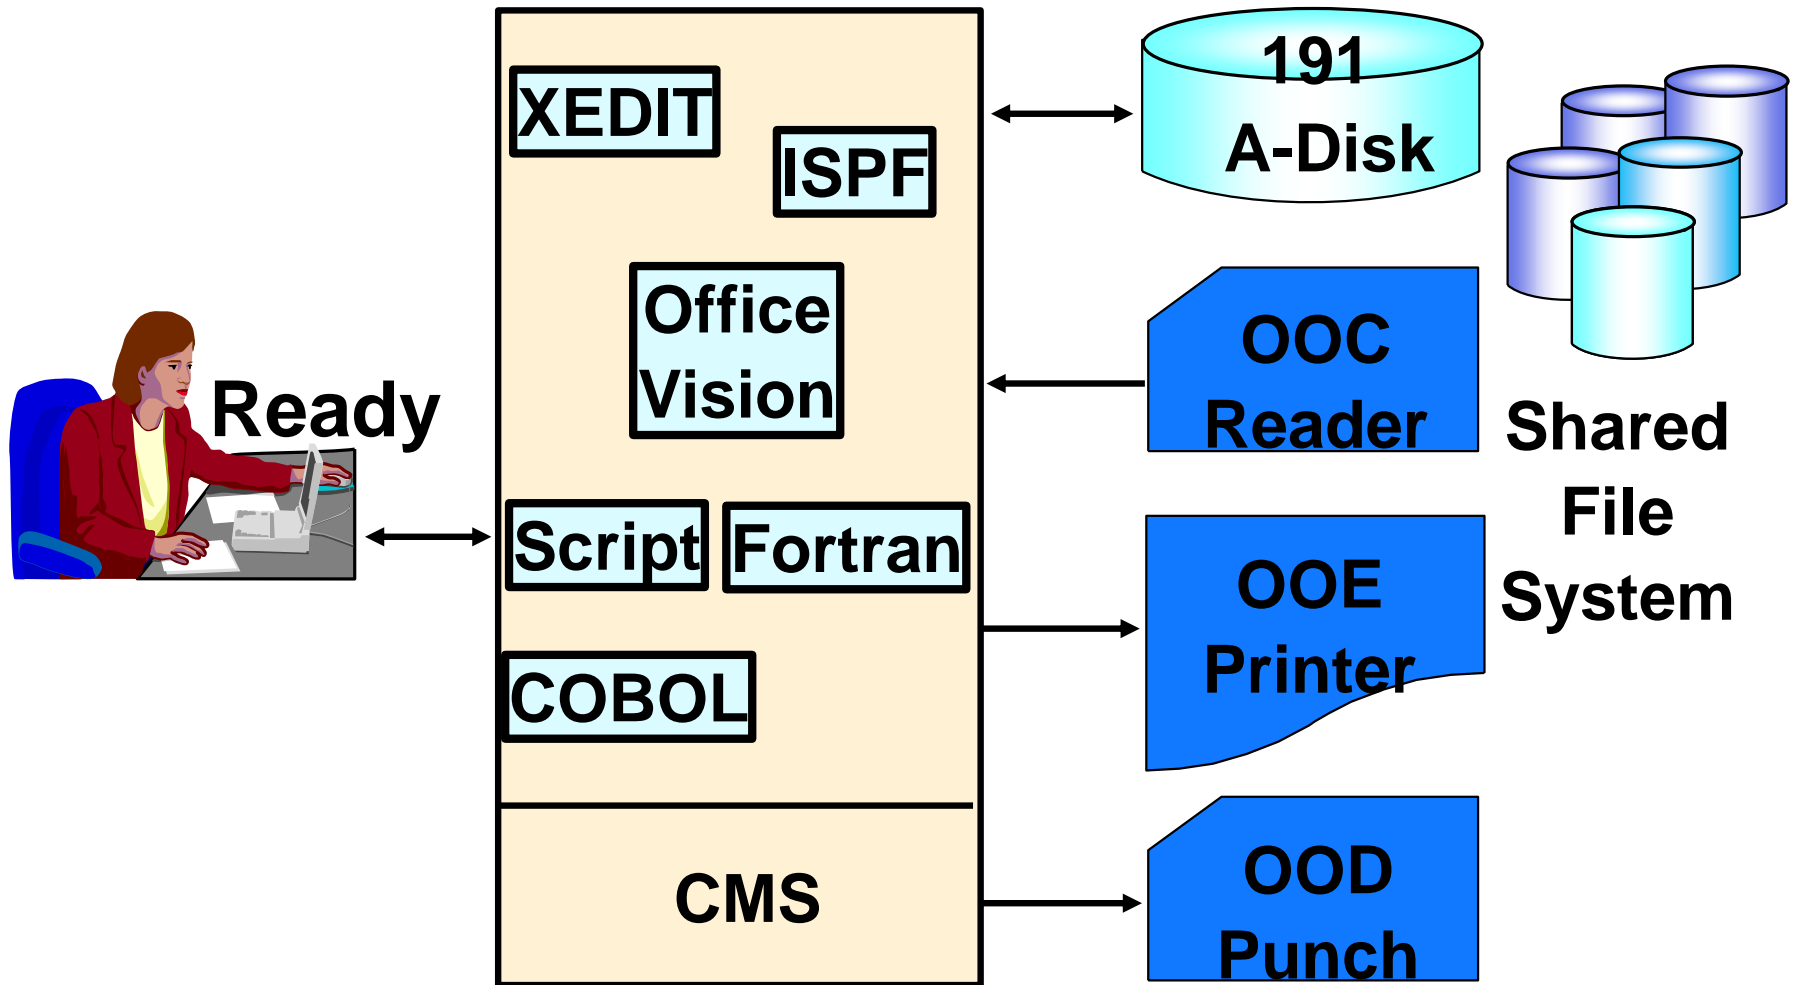 Ready
XEDIT
ISPF
Office
Vision
Script
Fortran
COBOL
CMS
191
A-Disk
OOC
Reader
OOE
Printer
OOD
Punch
Shared
File
System